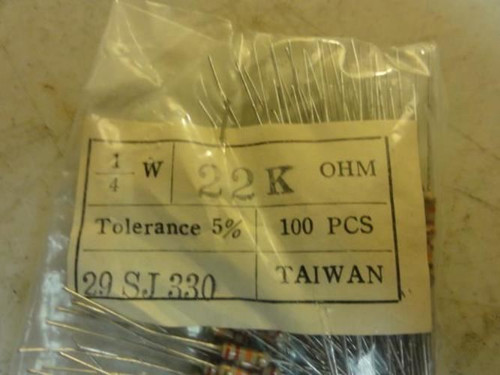 1/4 W 22K OHM
Tolerance 5% 100 PCS
29 SJ 330 TAIWAN